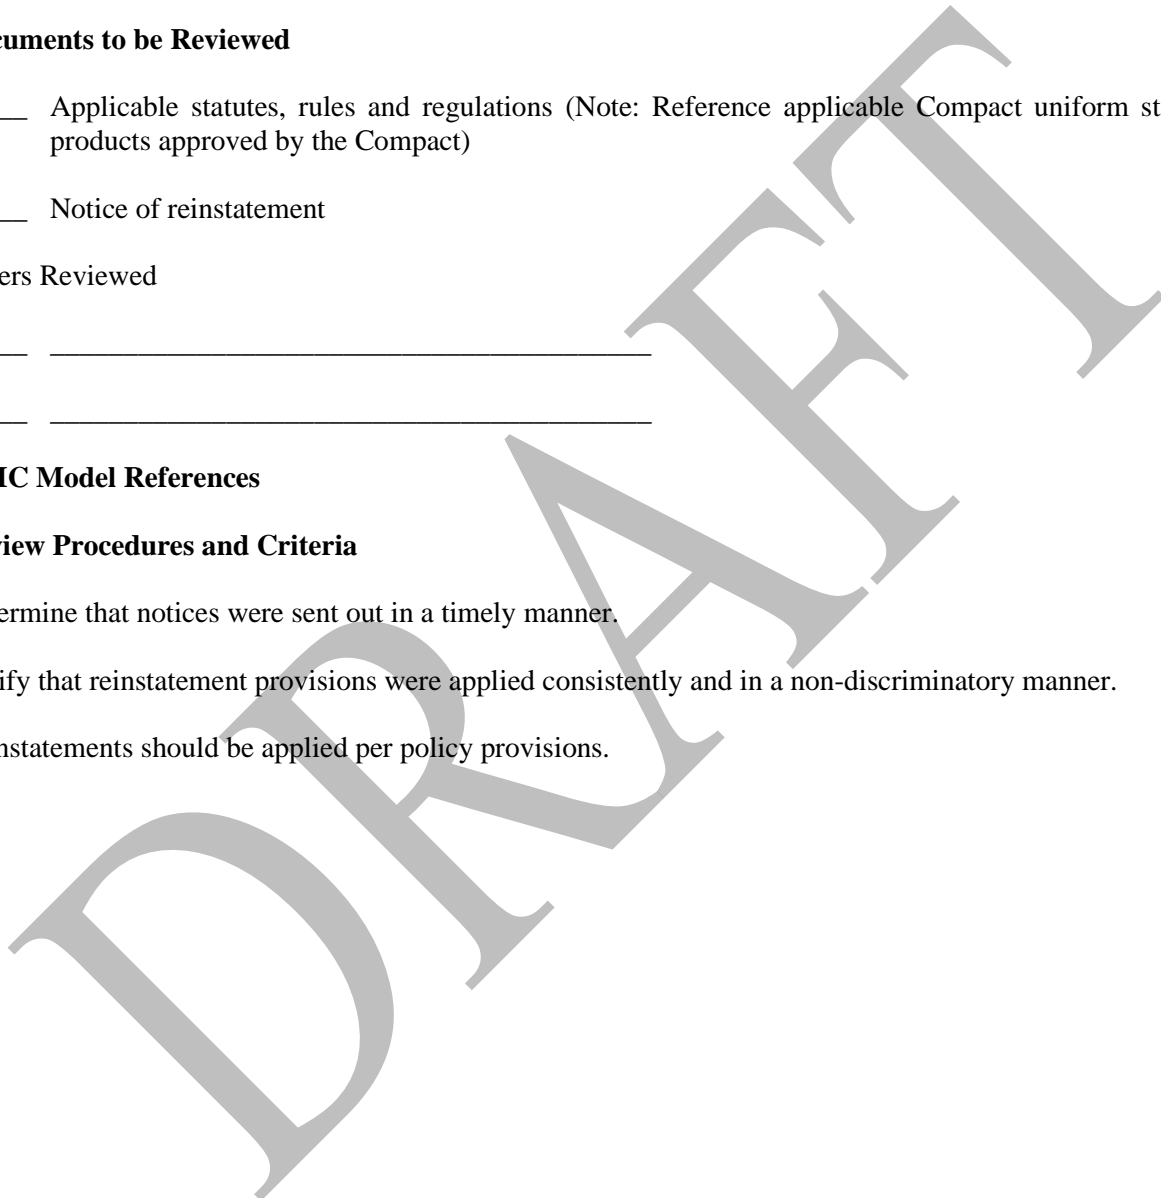 cuments to be Reviewed
__ Applicable statutes, rules and regulations (Note: Reference applicable Compact uniform st
products approved by the Compact)
__ Notice of reinstatement
ers Reviewed
__ ________________________________________
__ ________________________________________
IC Model References
view Procedures and Criteria
ermine that notices were sent out in a timely manner.
ify that reinstatement provisions were applied consistently and in a non-discriminatory manner.
nstatements should be applied per policy provisions.
DRAFT